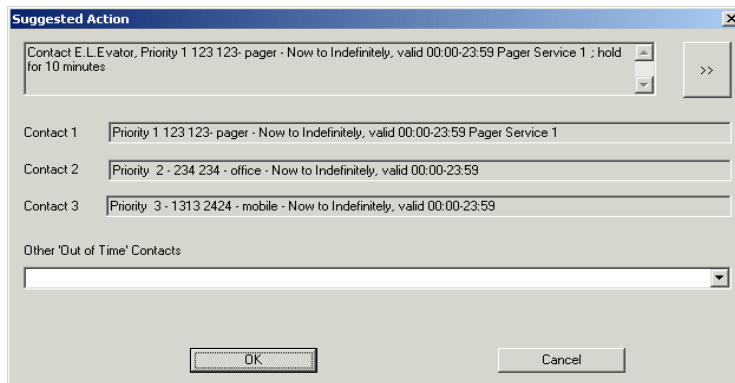 Suggested Action
Contact E.L.Evator, Priority 1 123 123- pager - Now to Indefinitely, valid 00:00-23:59 Pager Service 1 ; hold
for 10 minutes
>>
Contact 1 Priority 1 123 123- pager - Now to Indefinitely, valid 00:00-23:59 Pager Service 1
Contact 2 Priority 2 - 234 234 - office - Now to Indefinitely, valid 00:00-23:59
Contact 3 Priority 3 - 1313 2424 - mobile - Now to Indefinitely, valid 00:00-23:59
Other 'Out of Time' Contacts
OK Cancel